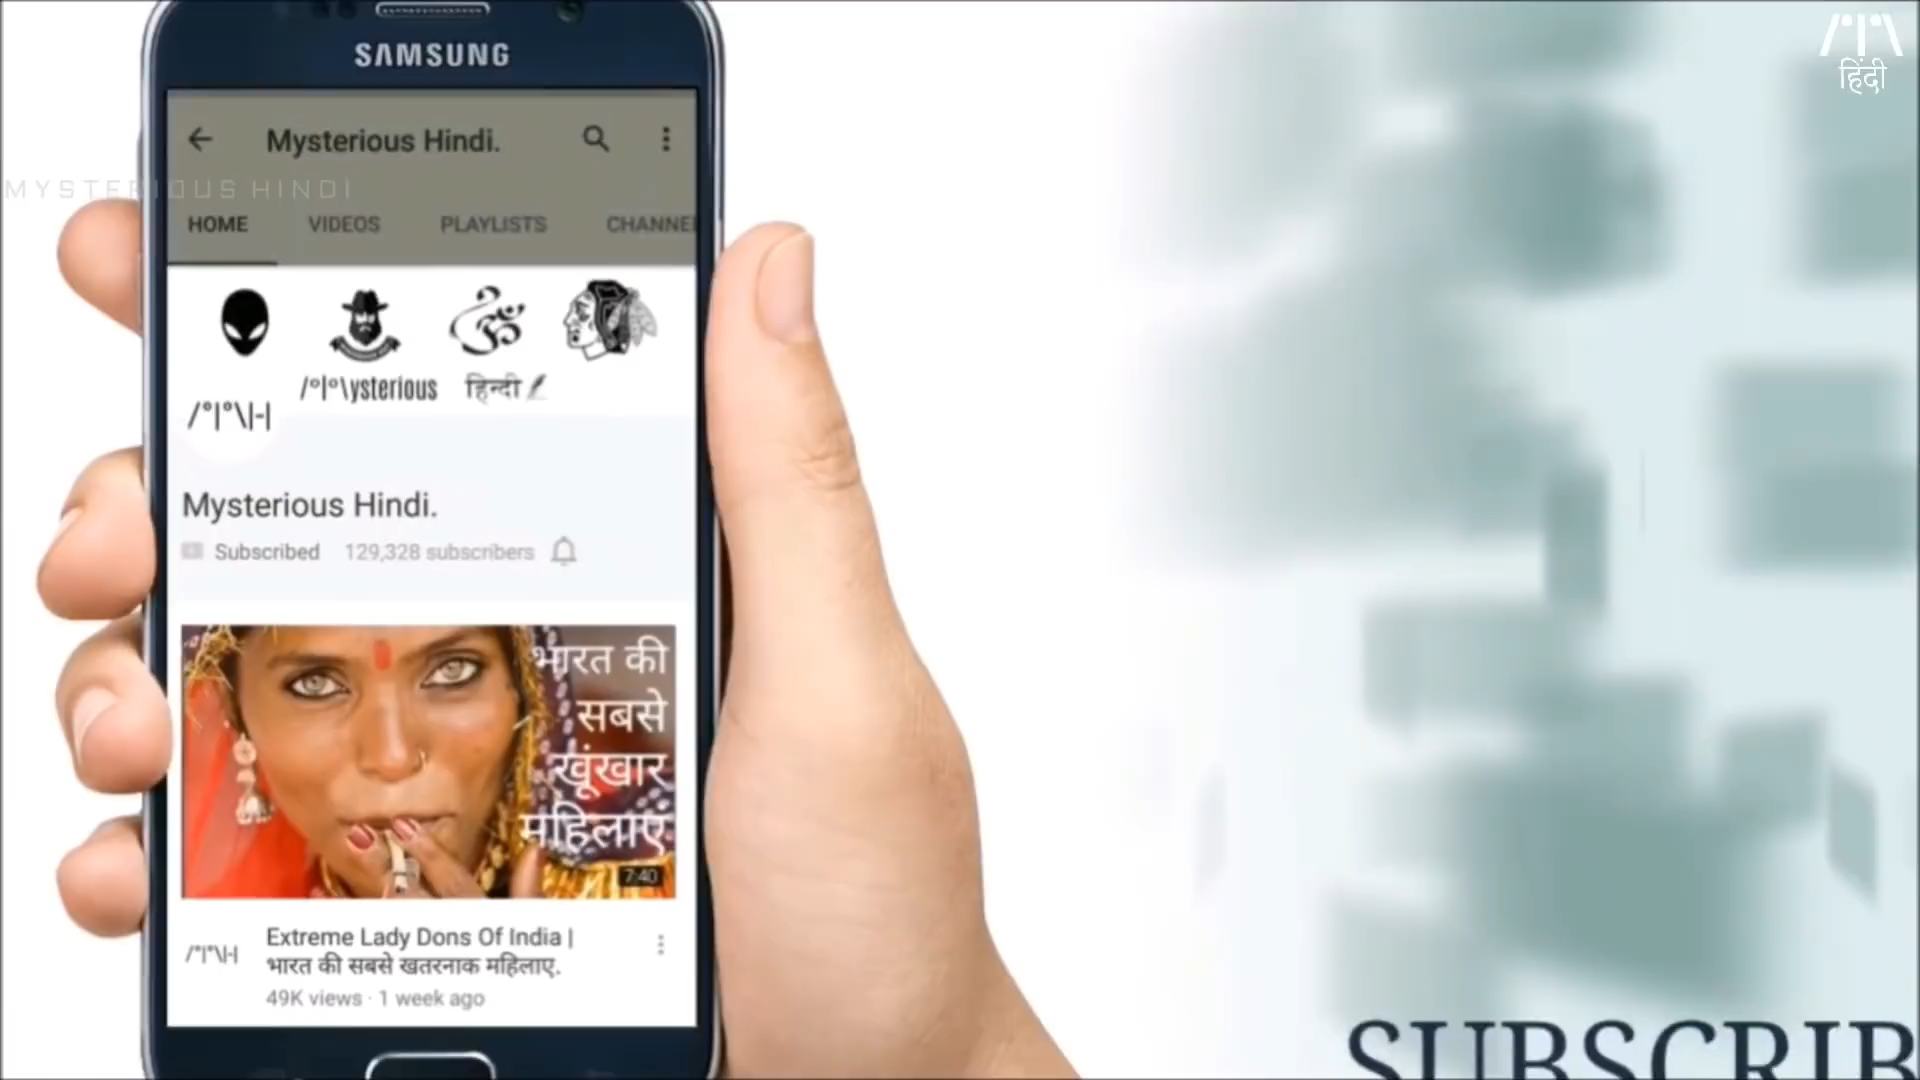 SAMSUNG
Mysterious Hindi.
MYSTERIOUS HINDI
HOME VIDEOS PLAYLISTS CHANNEL
/°|°\ysterious हिन्दी
/°|°\|-|
Mysterious Hindi.
Subscribed 129,328 subscribers
भारत की
सबसे
खूंखार
महिलाएं
7:40
/°|°\|-|
Extreme Lady Dons Of India |
भारत की सबसे खतरनाक महिलाए.
49K views · 1 week ago
हिंदी
SUBSCRIB